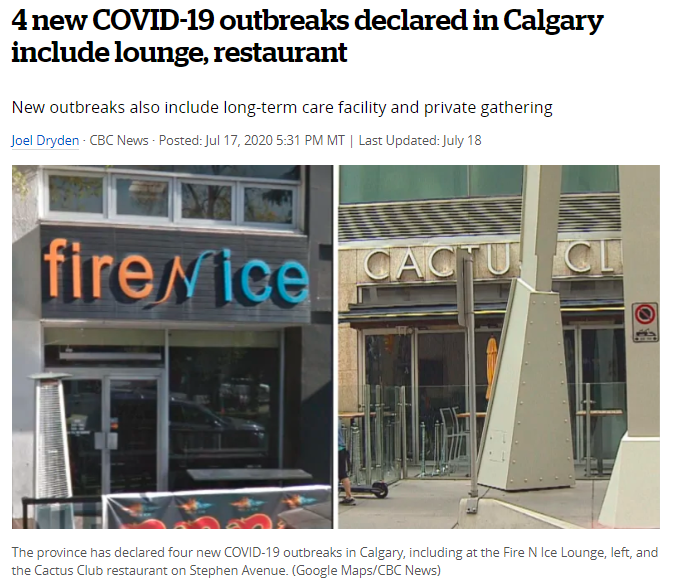 4 new COVID-19 outbreaks declared in Calgary
include lounge, restaurant
New outbreaks also include long-term care facility and private gathering
Joel Dryden · CBC News · Posted: Jul 17, 2020 5:31 PM MT | Last Updated: July 18
fireNice
CACTU CL
The province has declared four new COVID-19 outbreaks in Calgary, including at the Fire N Ice Lounge, left, and
the Cactus Club restaurant on Stephen Avenue. (Google Maps/CBC News)